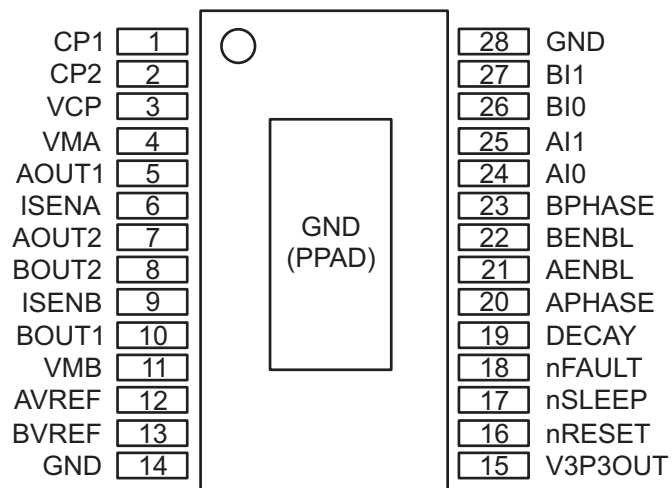 CP1 1 28 GND
CP2 2 27 BI1
VCP 3 26 BI0
VMA 4 25 AI1
AOUT1 5 24 AI0
ISENA 6 23 BPHASE
AOUT2 7 GND 22 BENBL
BOUT2 8 (PPAD) 21 AENBL
ISENB 9 20 APHASE
BOUT1 10 19 DECAY
VMB 11 18 nFAULT
AVREF 12 17 nSLEEP
BVREF 13 16 nRESET
GND 14 15 V3P3OUT